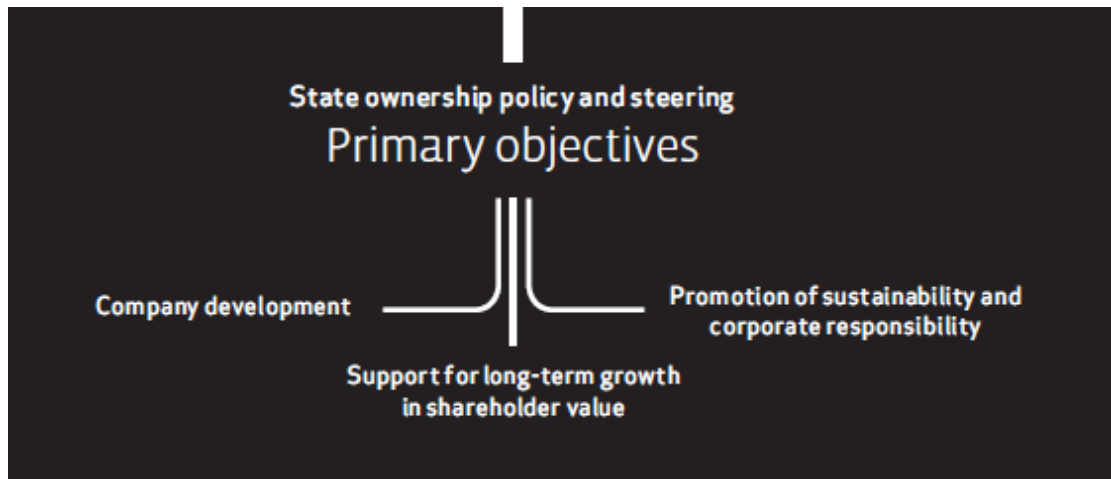 State ownership policy and steering
Primary objectives
Company development
Promotion of sustainability and
corporate responsibility
Support for long-term growth
in shareholder value